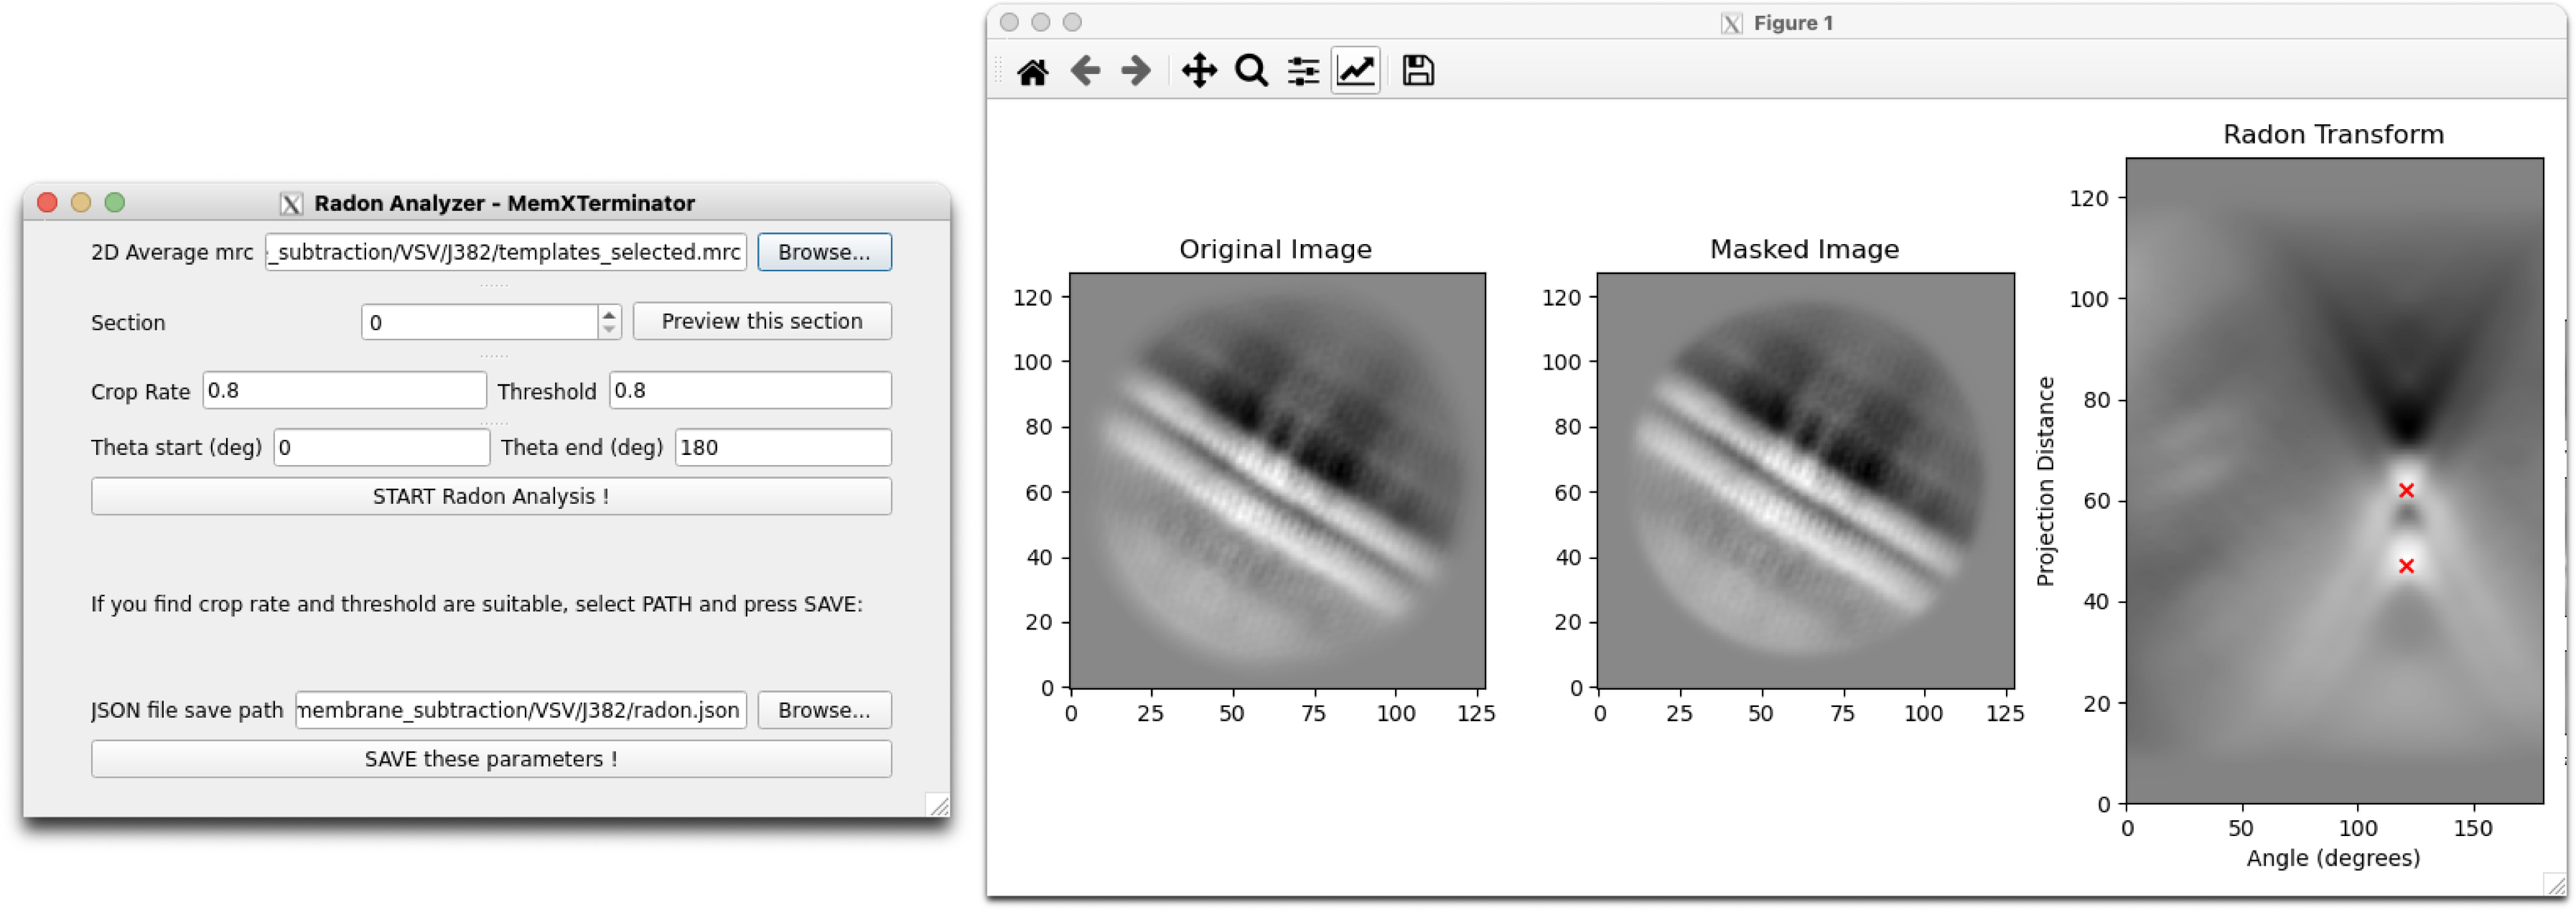 Radon Analyzer - MemXTerminator
2D Average mrc _subtraction/VSV/J382/templates_selected.mrc Browse...
Section 0 Preview this section
Crop Rate 0.8 Threshold 0.8
Theta start (deg) 0 Theta end (deg) 180
START Radon Analysis !
If you find crop rate and threshold are suitable, select PATH and press SAVE:
JSON file save path membrane_subtraction/VSV/J382/radon.json Browse...
SAVE these parameters !
Figure 1
Original Image
120
100
80
60
40
20
0
0 25 50 75 100 125
Masked Image
120
100
80
60
40
20
0
0 25 50 75 100 125
Radon Transform
Projection Distance
120
100
80
60
40
20
0
0 50 100 150
Angle (degrees)